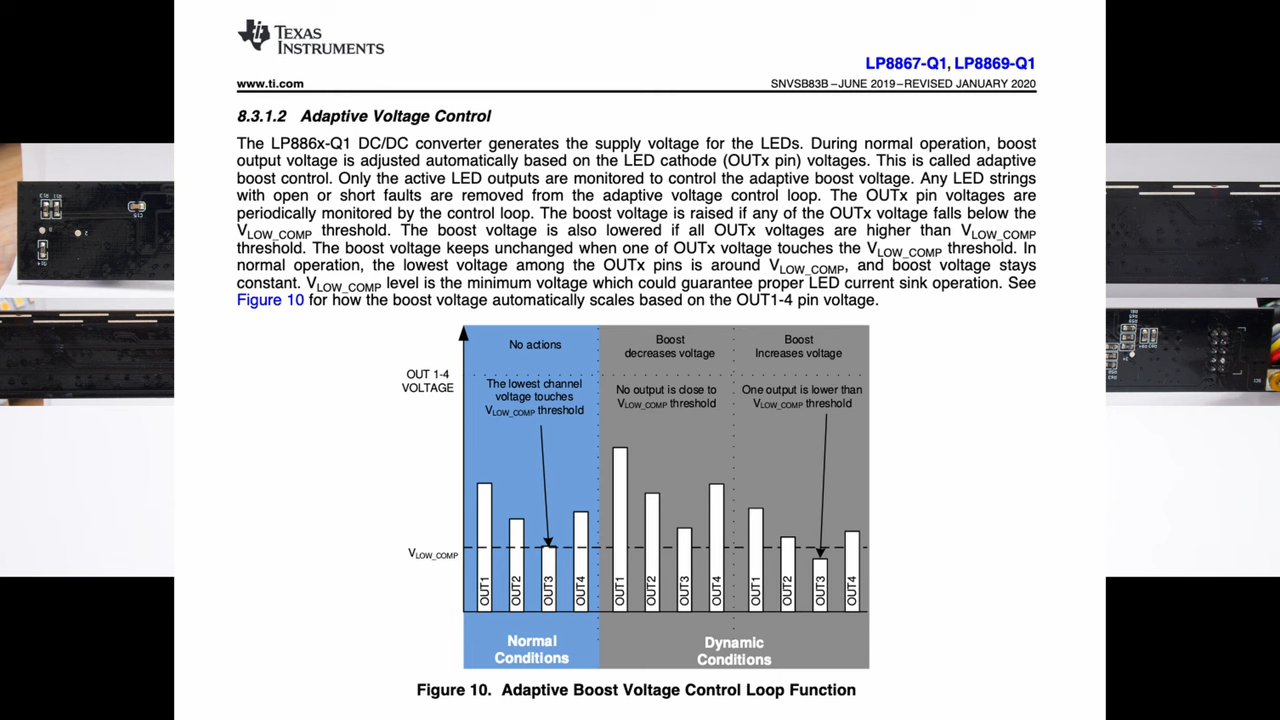 TEXAS
INSTRUMENTS
LP8867-Q1, LP8869-Q1
www.ti.com
SNVSB83B – JUNE 2019 – REVISED JANUARY 2020
8.3.1.2 Adaptive Voltage Control
The LP886x-Q1 DC/DC converter generates the supply voltage for the LEDs. During normal operation, boost
output voltage is adjusted automatically based on the LED cathode (OUTx pin) voltages. This is called adaptive
boost control. Only the active LED outputs are monitored to control the adaptive boost voltage. Any LED strings
with open or short faults are removed from the adaptive voltage control loop. The OUTx pin voltages are
periodically monitored by the control loop. The boost voltage is raised if any of the OUTx voltage falls below the
VLOW_COMP threshold. The boost voltage is also lowered if all OUTx voltages are higher than VLOW_COMP
threshold. The boost voltage keeps unchanged when one of OUTx voltage touches the VLOW_COMP threshold. In
normal operation, the lowest voltage among the OUTx pins is around VLOW_COMP, and boost voltage stays
constant. VLOW_COMP level is the minimum voltage which could guarantee proper LED current sink operation. See
Figure 10 for how the boost voltage automatically scales based on the OUT1-4 pin voltage.
OUT 1-4
VOLTAGE
No actions
Boost
decreases voltage
Boost
Increases voltage
The lowest channel
voltage touches
VLOW_COMP threshold
No output is close to
VLOW_COMP threshold
One output is lower than
VLOW_COMP threshold
VLOW_COMP
OUT1
OUT2
OUT3
OUT4
OUT1
OUT2
OUT3
OUT4
OUT1
OUT2
OUT3
OUT4
Normal
Conditions
Dynamic
Conditions
Figure 10. Adaptive Boost Voltage Control Loop Function